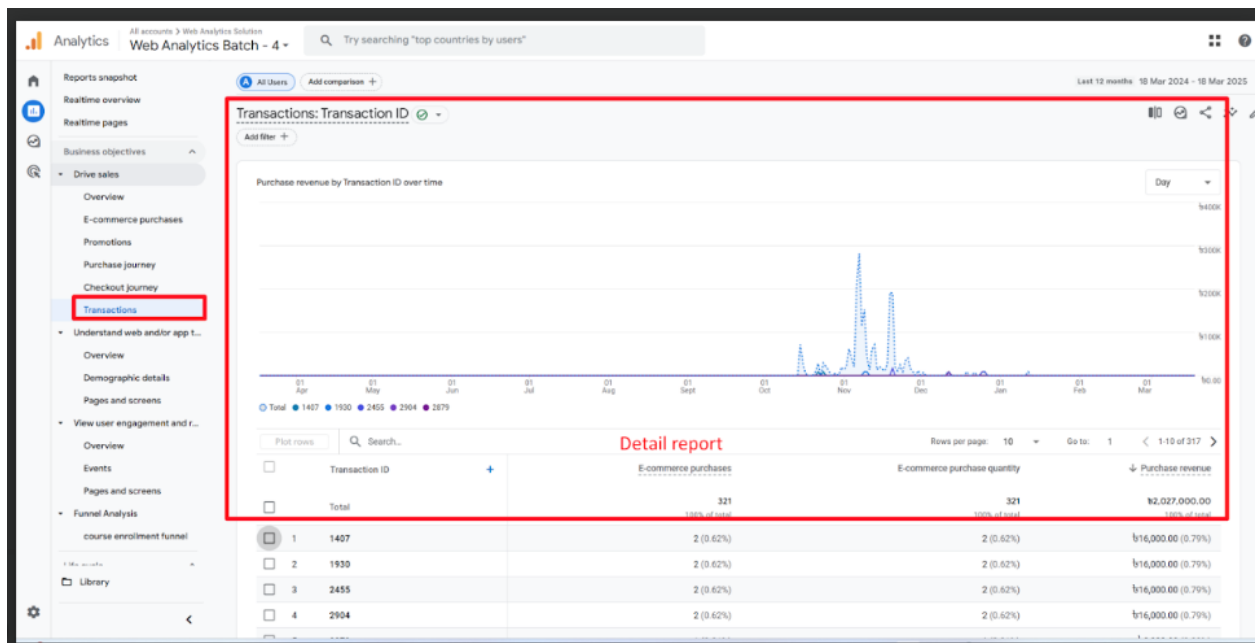 All accounts > Web Analytics Solution
Analytics
Web Analytics Batch - 4
Try searching "top countries by users"
Reports snapshot
Realtime overview
Realtime pages
Business objectives
Drive sales
Overview
E-commerce purchases
Promotions
Purchase journey
Checkout journey
Transactions
Understand web and/or app t...
Overview
Demographic details
Pages and screens
View user engagement and r...
Overview
Events
Pages and screens
Funnel Analysis
course enrollment funnel
Library
A All Users Add comparison +
Last 12 months 18 Mar 2024 - 18 Mar 2025
Transactions: Transaction ID
Add filter +
Purchase revenue by Transaction ID over time
Day
৳400K
৳300K
৳200K
৳100K
৳0.00
01 Apr
01 May
01 Jun
01 Jul
01 Aug
01 Sept
01 Oct
01 Nov
01 Dec
01 Jan
01 Feb
01 Mar
Total 1407 1930 2455 2904 2879
Plot rows Search...
Detail report
Rows per page: 10 Go to: 1 < 1-10 of 317 >
Transaction ID + E-commerce purchases E-commerce purchase quantity ↓ Purchase revenue
Total 321 321 ৳2,027,000.00
100% of total 100% of total 100% of total
1 1407 2 (0.62%) 2 (0.62%) ৳16,000.00 (0.79%)
2 1930 2 (0.62%) 2 (0.62%) ৳16,000.00 (0.79%)
3 2455 2 (0.62%) 2 (0.62%) ৳16,000.00 (0.79%)
4 2904 2 (0.62%) 2 (0.62%) ৳16,000.00 (0.79%)